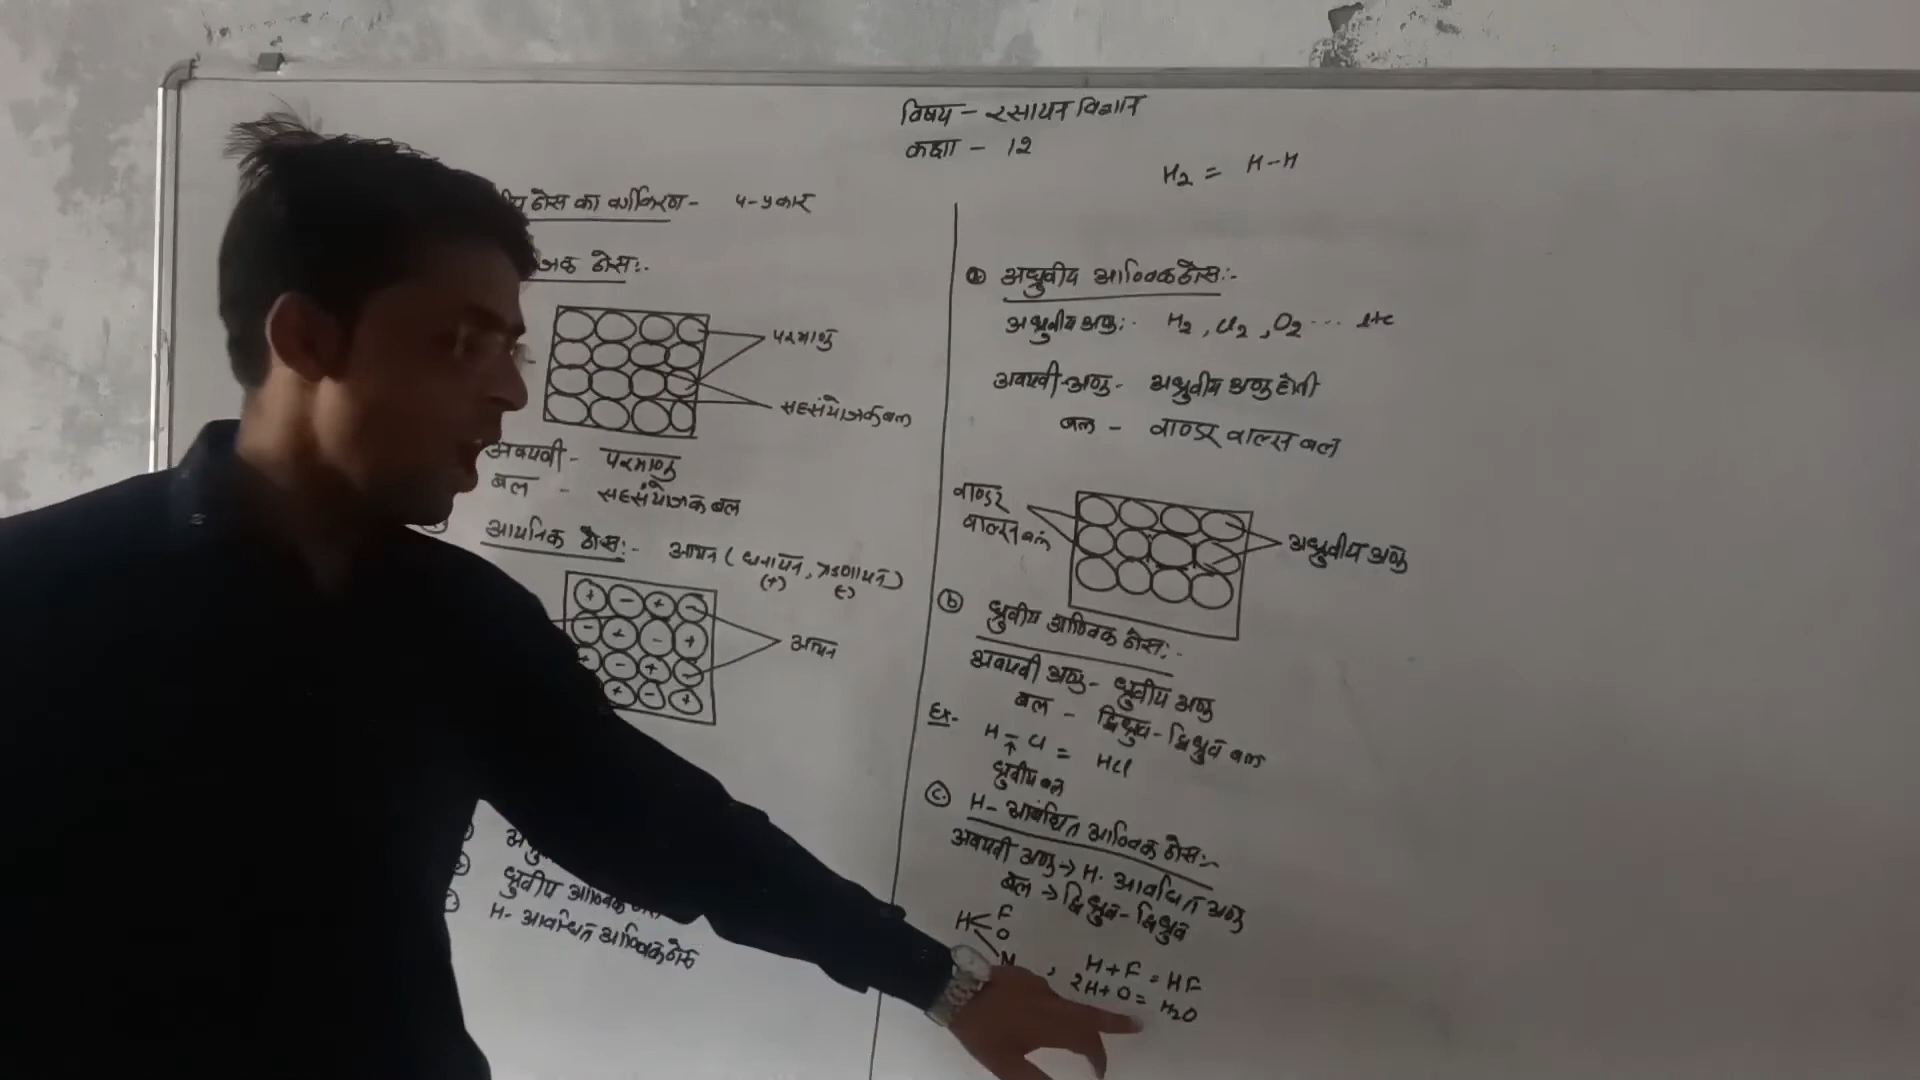 विषय - रसायन विज्ञान
कक्षा - 12
H2 = H-H
ठोस का वर्गीकरण - 4-प्रकार
जक ठोस:-
परमाणु
सहसंयोजक बल
अवयवी - परमाणु
बल - सहसंयोजक बल
आयनिक ठोस:- आयन (धनायन, ऋणायन)
(+) (-)
+ - + -
- + - +
+ - + -
+ - +
आयन
ध्रुवीय आण्विक ठोस
H- आबंधित आण्विक ठोस
a अध्रुवीय आण्विक ठोस:-
अध्रुवीय अणु:- H2, Cl2, O2 ... etc
अवयवी अणु - अध्रुवीय अणु होती
बल - वाण्डर वाल्स बल
वाण्डर
वाल्स बल
अध्रुवीय अणु
b ध्रुवीय आण्विक ठोस:-
अवयवी अणु - ध्रुवीय अणु
बल - द्विध्रुव-द्विध्रुव बल
Ex- H-Cl = HCl
↑
ध्रुवीय बल
c. H- आबंधित आण्विक ठोस:-
अवयवी अणु → H. आबंधित अणु
बल → द्विध्रुव-द्विध्रुव
H F
O
N , H+F = HF
2H+O = H2O